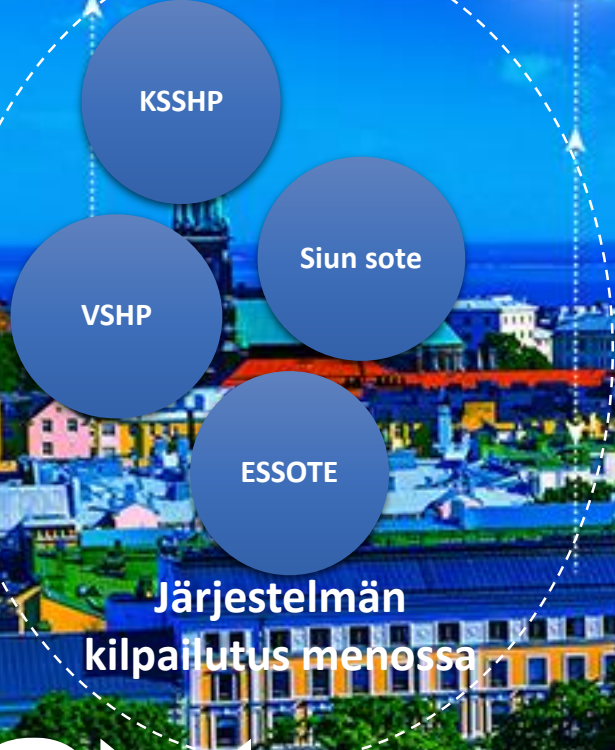 KSSHP
Siun sote
VSHP
ESSOTE
Järjestelmän
kilpailutus menossa